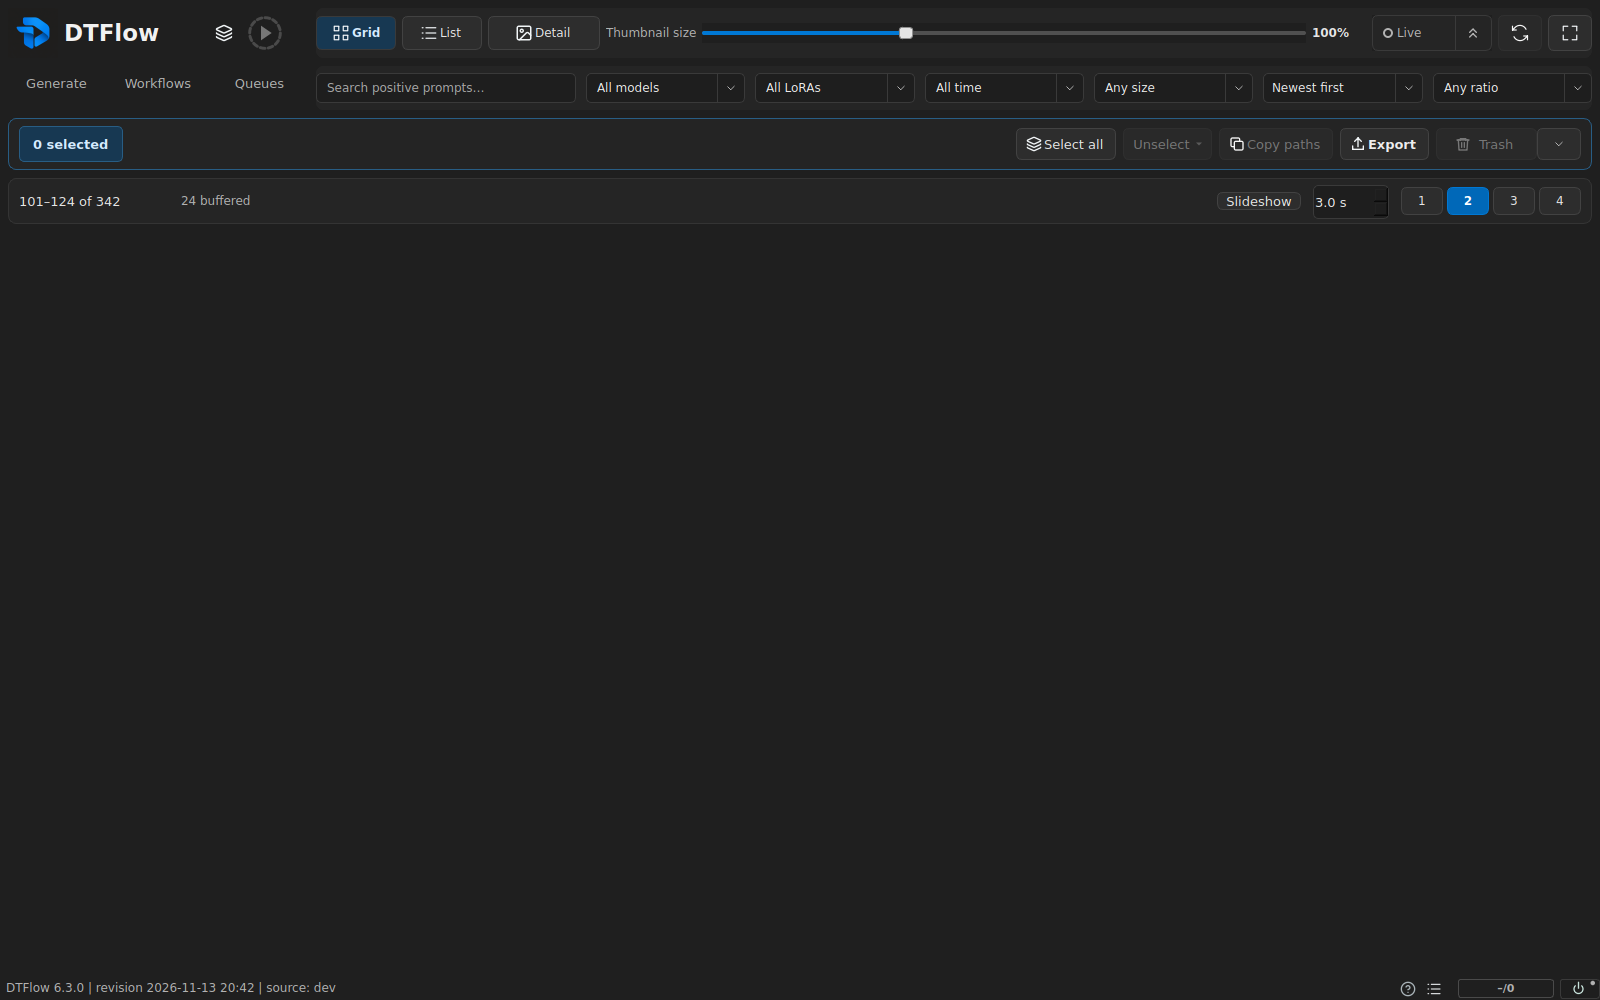 DTFlow
Grid
List
Detail
Thumbnail size
100%
Live
Generate
Workflows
Queues
Search positive prompts...
All models
All LoRAs
All time
Any size
Newest first
Any ratio
0 selected
Select all
Unselect
Copy paths
Export
Trash
101–124 of 342
24 buffered
Slideshow
3.0 s
1
2
3
4
DTFlow 6.3.0 | revision 2026-11-13 20:42 | source: dev
–/0